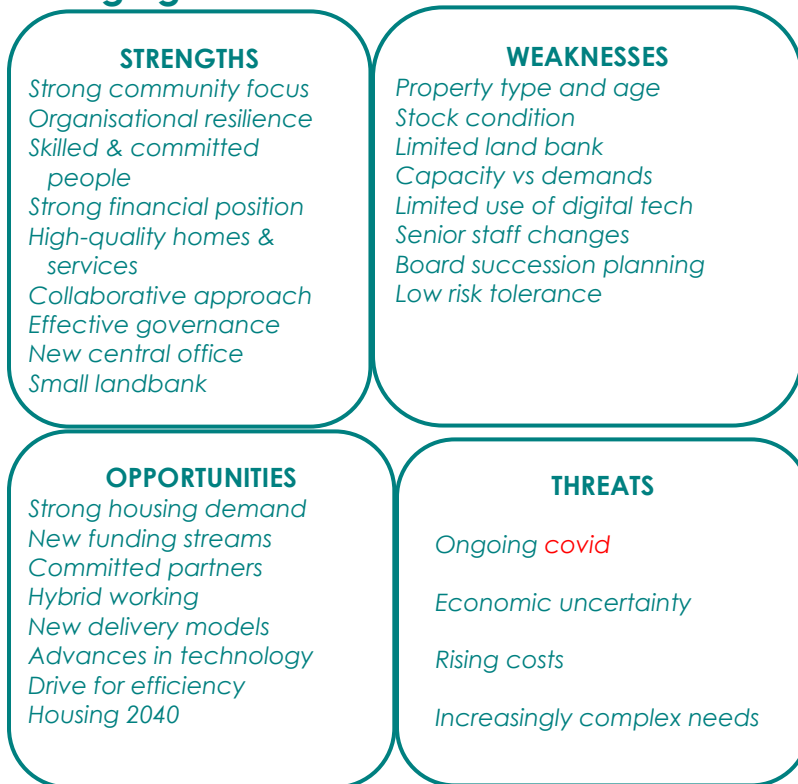 STRENGTHS
Strong community focus
Organisational resilience
Skilled & committed
people
Strong financial position
High-quality homes &
services
Collaborative approach
Effective governance
New central office
Small landbank
WEAKNESSES
Property type and age
Stock condition
Limited land bank
Capacity vs demands
Limited use of digital tech
Senior staff changes
Board succession planning
Low risk tolerance
OPPORTUNITIES
Strong housing demand
New funding streams
Committed partners
Hybrid working
New delivery models
Advances in technology
Drive for efficiency
Housing 2040
THREATS
Ongoing covid
Economic uncertainty
Rising costs
Increasingly complex needs